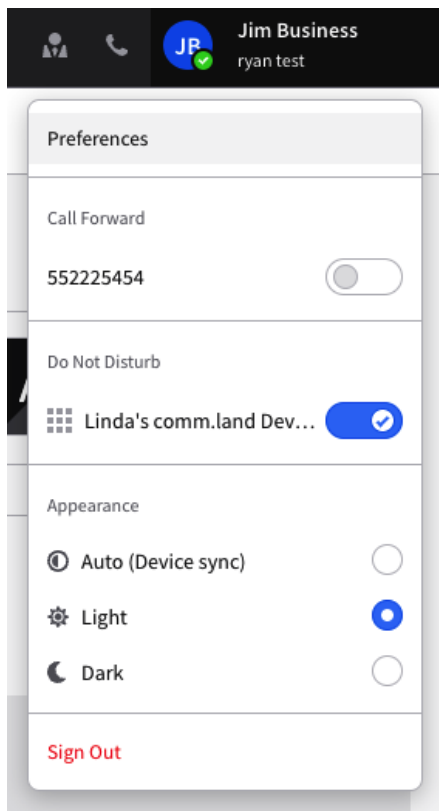 JB
Jim Business
ryan test
Preferences
Call Forward
552225454
Do Not Disturb
Linda's comm.land Dev...
Appearance
Auto (Device sync)
Light
Dark
Sign Out